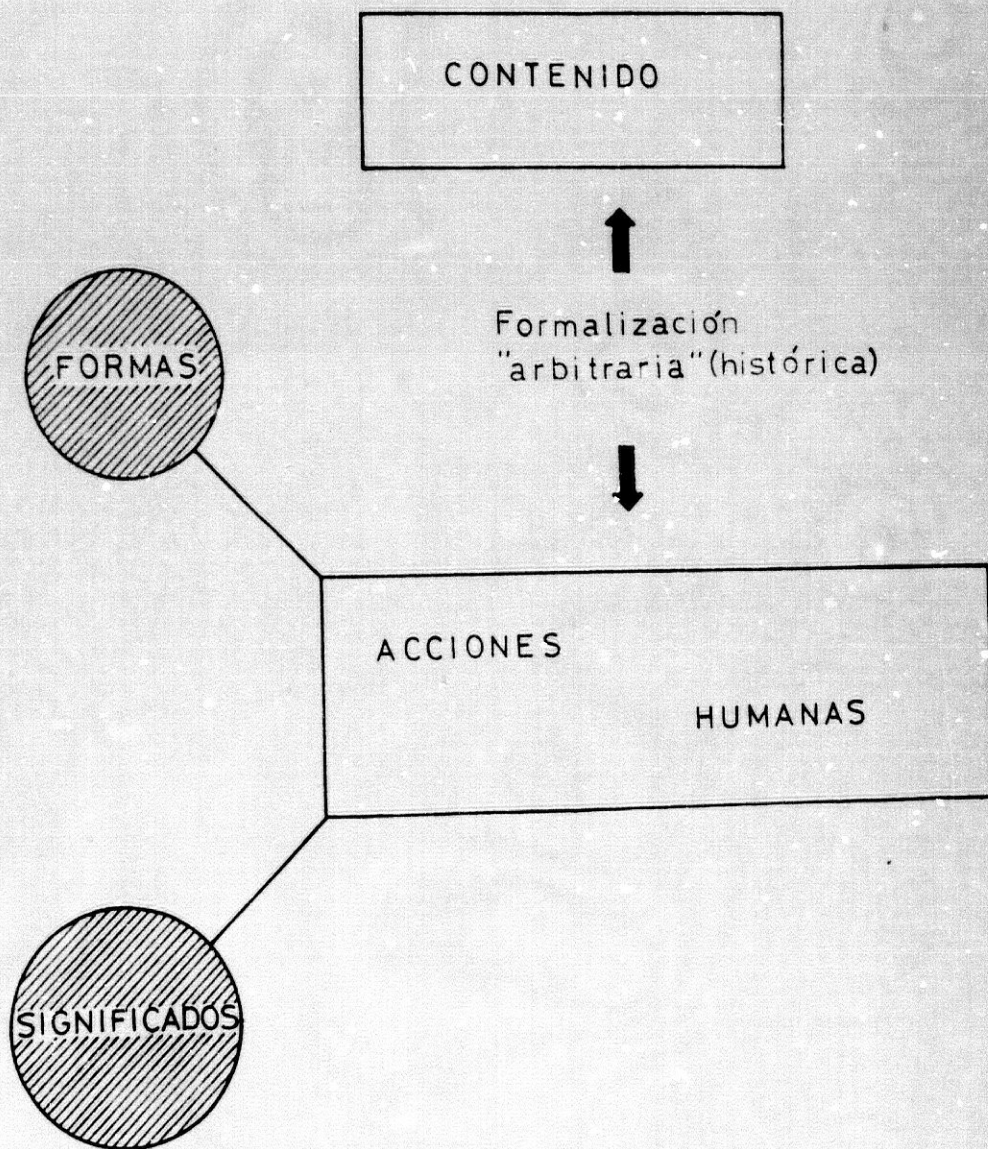 CONTENIDO
Formalización
"arbitraria" (histórica)
FORMAS
ACCIONES
HUMANAS
SIGNIFICADOS